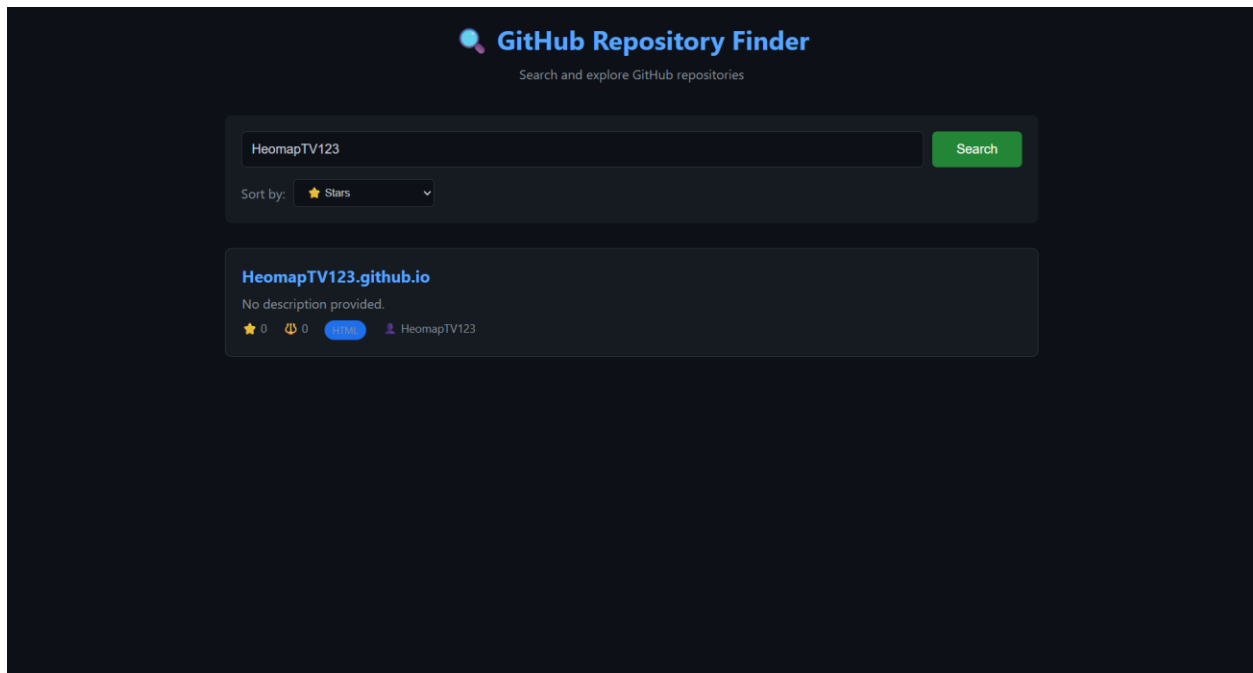 GitHub Repository Finder
Search and explore GitHub repositories
HeomapTV123
Search
Sort by: Stars
HeomapTV123.github.io
No description provided.
0 0 HTML HeomapTV123